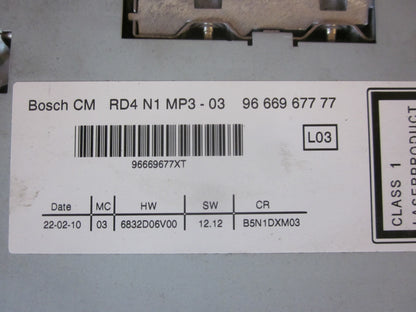 Bosch CM RD4 N1 MP3 - 03 96 669 677 77
L03
96669677XT
Date MC HW SW CR
22-02-10 03 6832D06V00 12.12 B5N1DXM03
CLASS 1
LASERPRODUCT